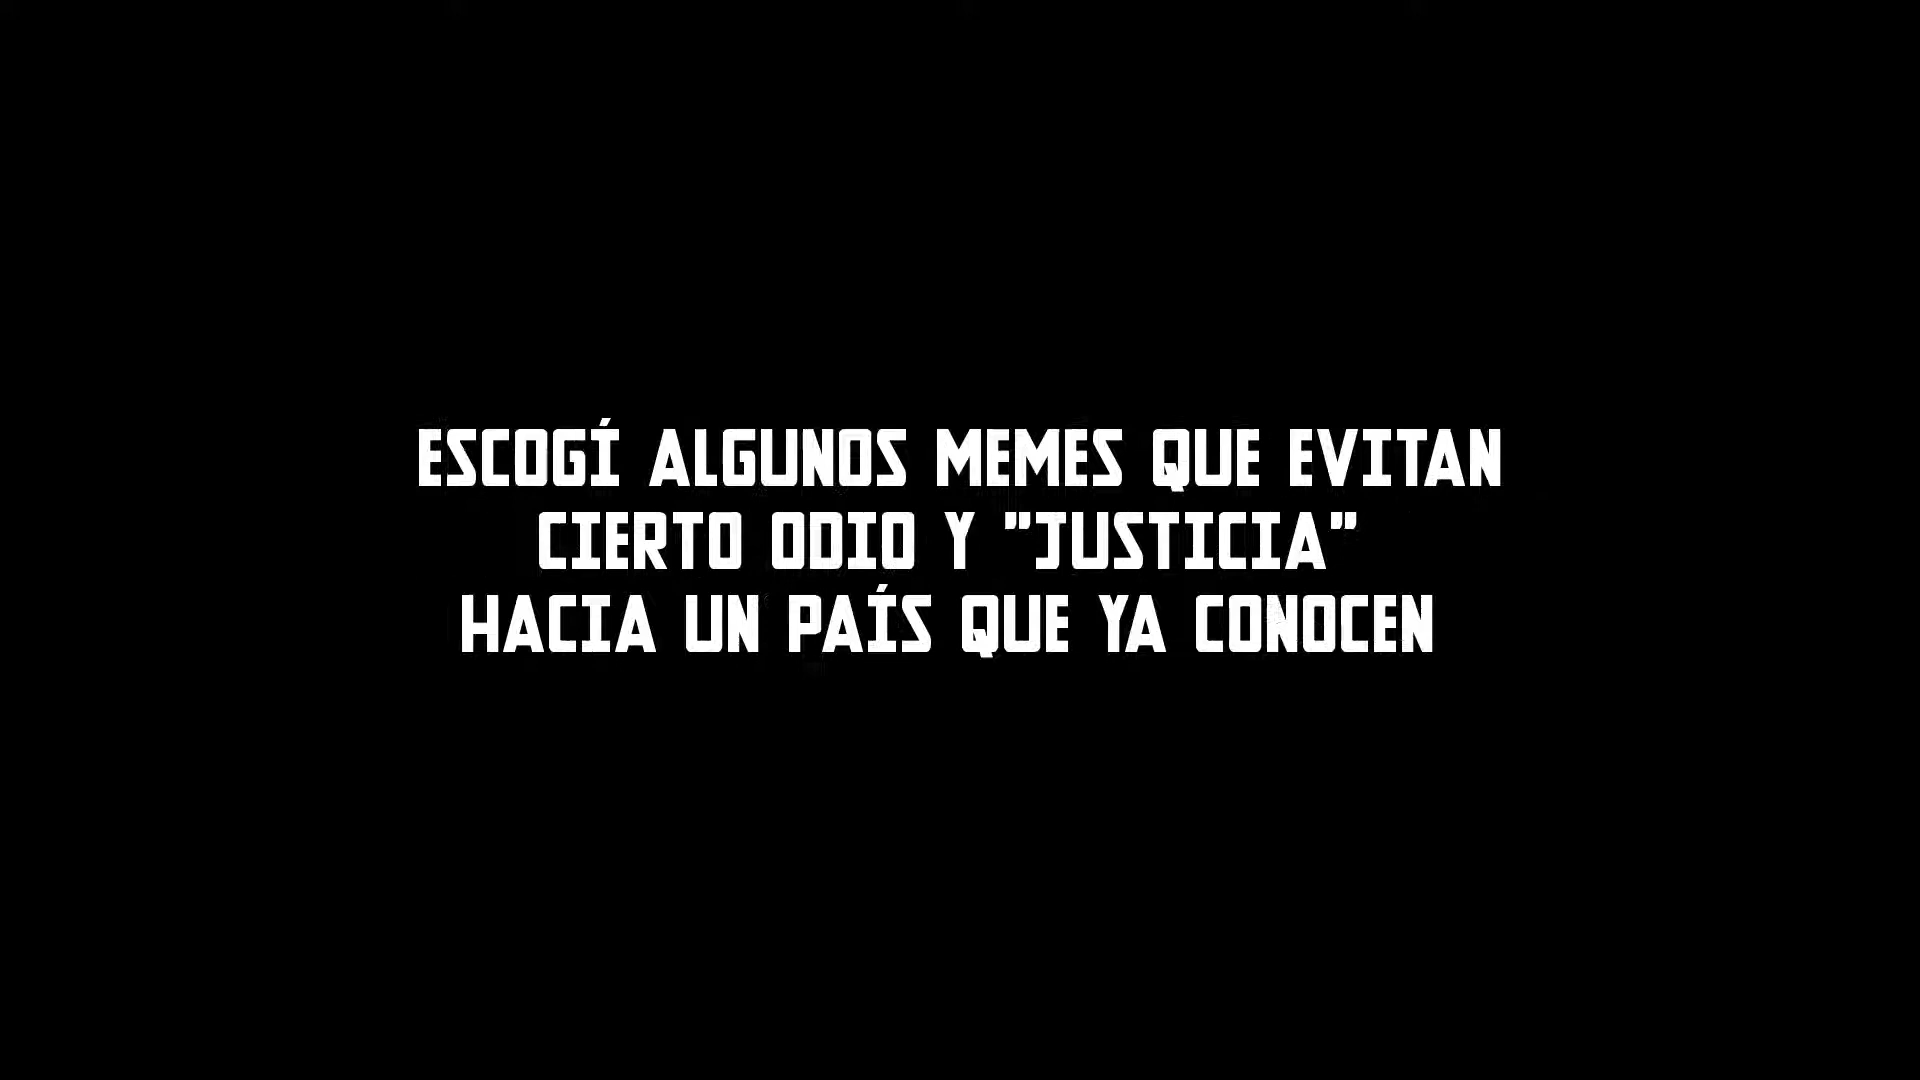 ESCOGÍ ALGUNOS MEMES QUE EVITAN
CIERTO ODIO Y "JUSTICIA"
HACIA UN PAÍS QUE YA CONOCEN